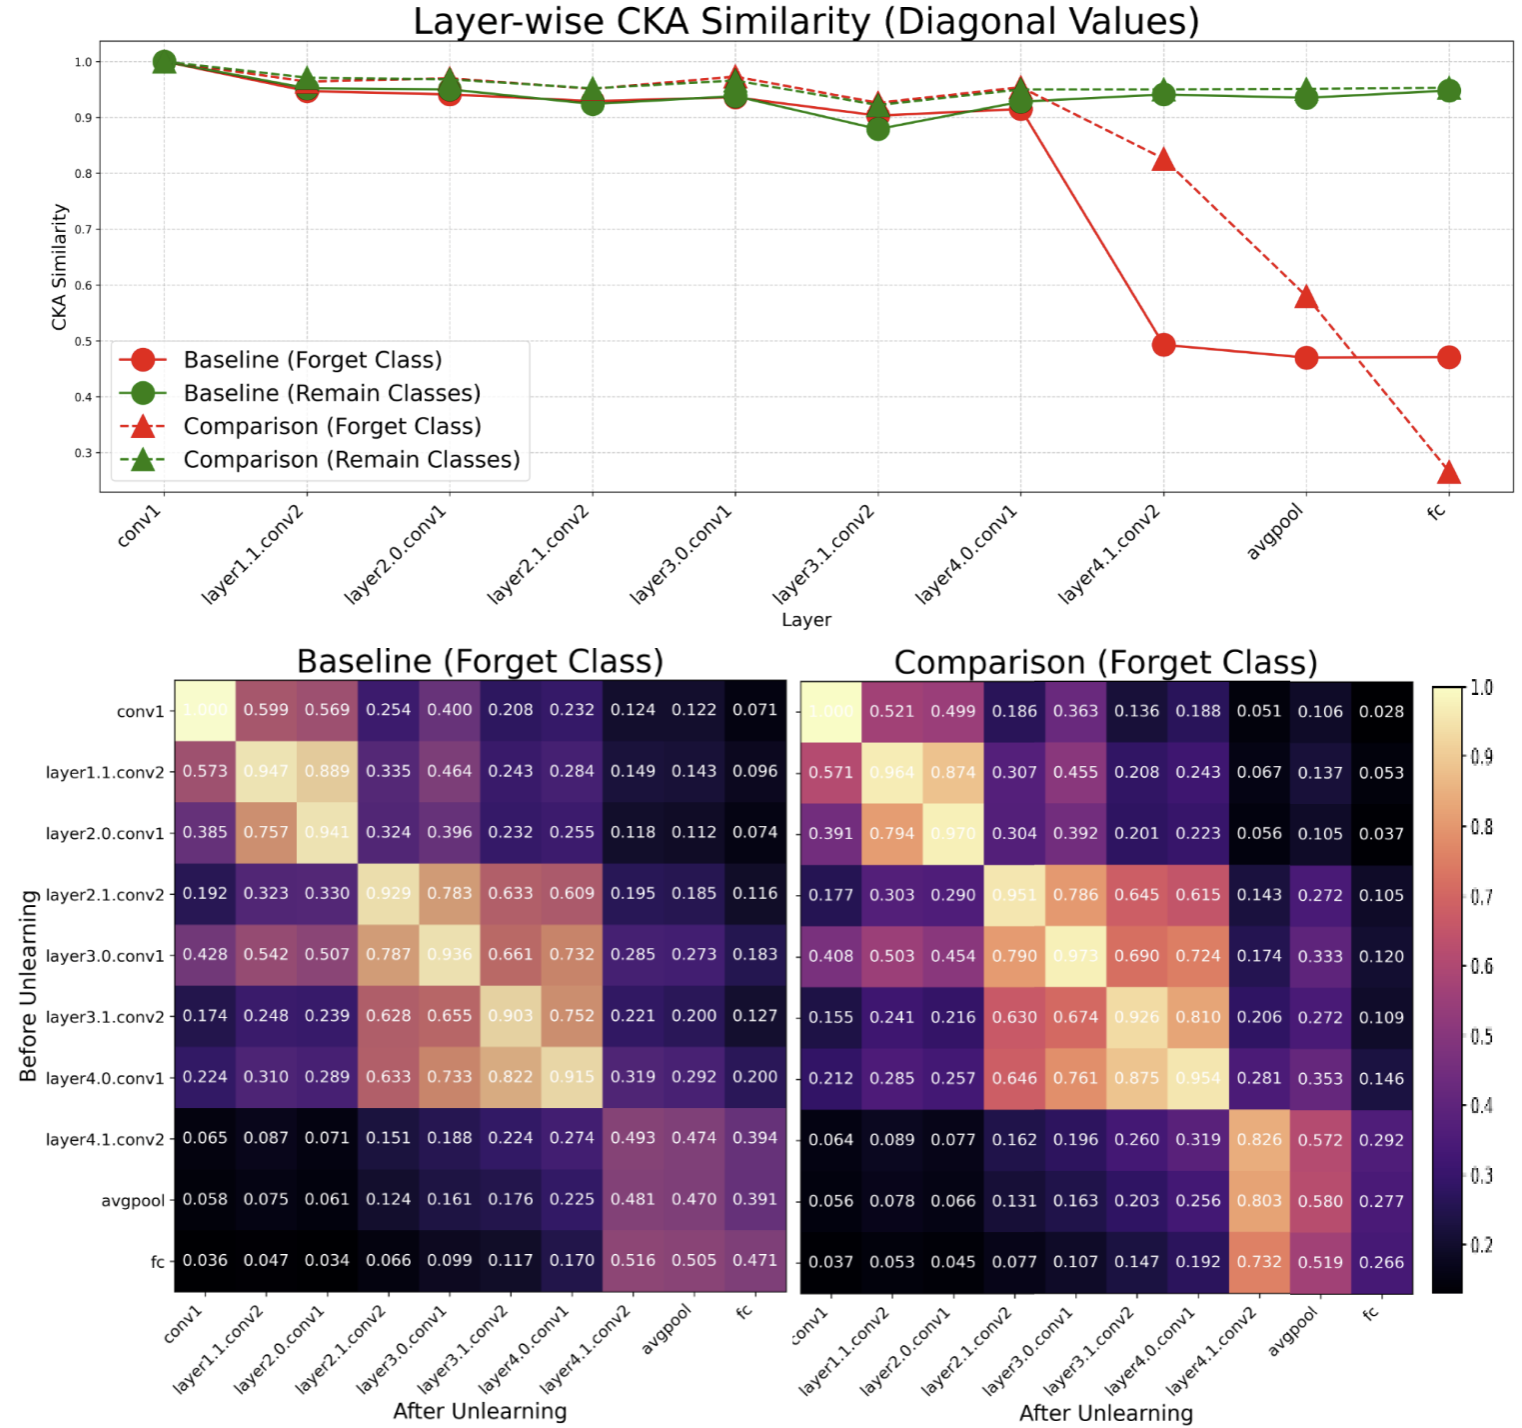 Layer-wise CKA Similarity (Diagonal Values)
1.0
0.9
0.8
0.7
0.6
0.5
0.4
0.3
CKA Similarity
Baseline (Forget Class)
Baseline (Remain Classes)
Comparison (Forget Class)
Comparison (Remain Classes)
conv1 layer1.1.conv2 layer2.0.conv1 layer2.1.conv2 layer3.0.conv1 layer3.1.conv2 layer4.0.conv1 layer4.1.conv2 avgpool fc
Layer
Baseline (Forget Class)
Before Unlearning
conv1 1.000 0.599 0.569 0.254 0.400 0.208 0.232 0.124 0.122 0.071
layer1.1.conv2 0.573 0.947 0.889 0.335 0.464 0.243 0.284 0.149 0.143 0.096
layer2.0.conv1 0.385 0.757 0.941 0.324 0.396 0.232 0.255 0.118 0.112 0.074
layer2.1.conv2 0.192 0.323 0.330 0.929 0.783 0.633 0.609 0.195 0.185 0.116
layer3.0.conv1 0.428 0.542 0.507 0.787 0.936 0.661 0.732 0.285 0.273 0.183
layer3.1.conv2 0.174 0.248 0.239 0.628 0.655 0.903 0.752 0.221 0.200 0.127
layer4.0.conv1 0.224 0.310 0.289 0.633 0.733 0.822 0.915 0.319 0.292 0.200
layer4.1.conv2 0.065 0.087 0.071 0.151 0.188 0.224 0.274 0.493 0.474 0.394
avgpool 0.058 0.075 0.061 0.124 0.161 0.176 0.225 0.481 0.470 0.391
fc 0.036 0.047 0.034 0.066 0.099 0.117 0.170 0.516 0.505 0.471
conv1 layer1.1.conv2 layer2.0.conv1 layer2.1.conv2 layer3.0.conv1 layer3.1.conv2 layer4.0.conv1 layer4.1.conv2 avgpool fc
After Unlearning
Comparison (Forget Class)
1.000 0.521 0.499 0.186 0.363 0.136 0.188 0.051 0.106 0.028
0.571 0.964 0.874 0.307 0.455 0.208 0.243 0.067 0.137 0.053
0.391 0.794 0.970 0.304 0.392 0.201 0.223 0.056 0.105 0.037
0.177 0.303 0.290 0.951 0.786 0.645 0.615 0.143 0.272 0.105
0.408 0.503 0.454 0.790 0.973 0.690 0.724 0.174 0.333 0.120
0.155 0.241 0.216 0.630 0.674 0.926 0.810 0.206 0.272 0.109
0.212 0.285 0.257 0.646 0.761 0.875 0.954 0.281 0.353 0.146
0.064 0.089 0.077 0.162 0.196 0.260 0.319 0.826 0.572 0.292
0.056 0.078 0.066 0.131 0.163 0.203 0.256 0.803 0.580 0.277
0.037 0.053 0.045 0.077 0.107 0.147 0.192 0.732 0.519 0.266
conv1 layer1.1.conv2 layer2.0.conv1 layer2.1.conv2 layer3.0.conv1 layer3.1.conv2 layer4.0.conv1 layer4.1.conv2 avgpool fc
After Unlearning
1.0
0.9
0.8
0.7
0.6
0.5
0.4
0.3
0.2